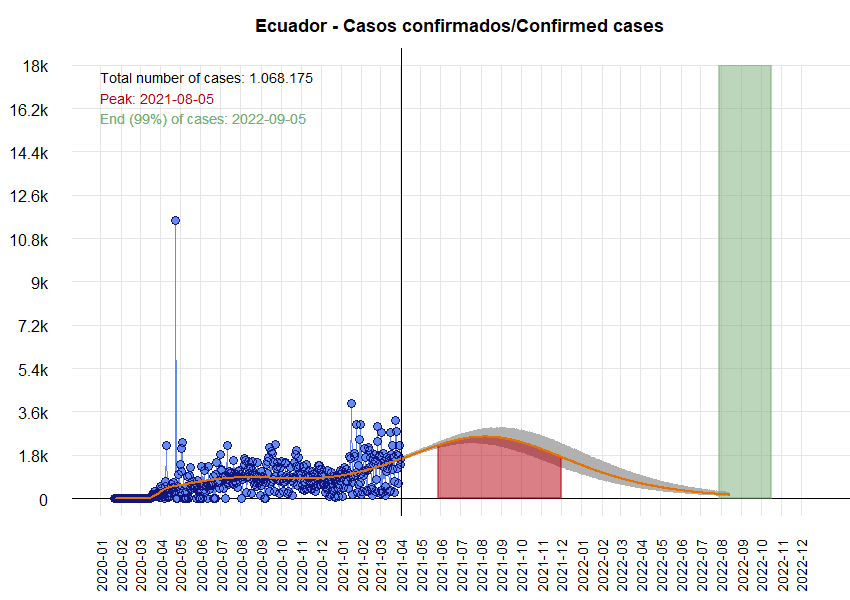 Ecuador - Casos confirmados/Confirmed cases
Total number of cases: 1.068.175
Peak: 2021-08-05
End (99%) of cases: 2022-09-05
18k
16.2k
14.4k
12.6k
10.8k
9k
7.2k
5.4k
3.6k
1.8k
0
2020-01
2020-02
2020-03
2020-04
2020-05
2020-06
2020-07
2020-08
2020-09
2020-10
2020-11
2020-12
2021-01
2021-02
2021-03
2021-04
2021-05
2021-06
2021-07
2021-08
2021-09
2021-10
2021-11
2021-12
2022-01
2022-02
2022-03
2022-04
2022-05
2022-06
2022-07
2022-08
2022-09
2022-10
2022-11
2022-12